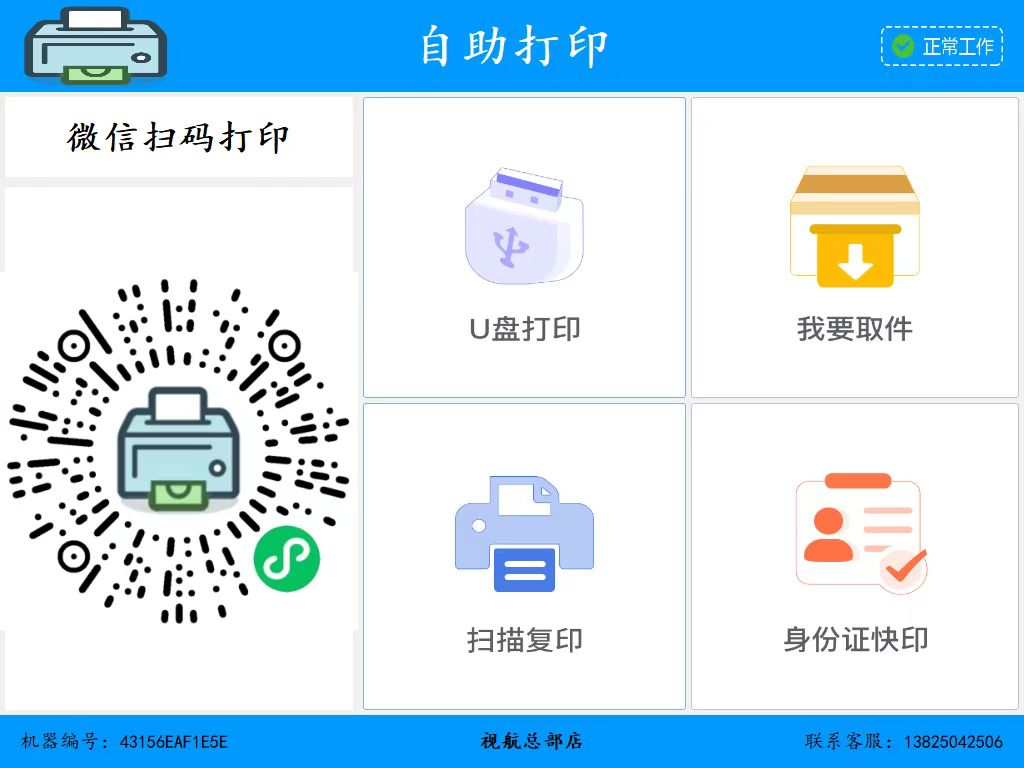 自助打印
正常工作
微信扫码打印
U盘打印
我要取件
扫描复印
身份证快印
机器编号：43156EAF1E5E
视航总部店
联系客服：13825042506